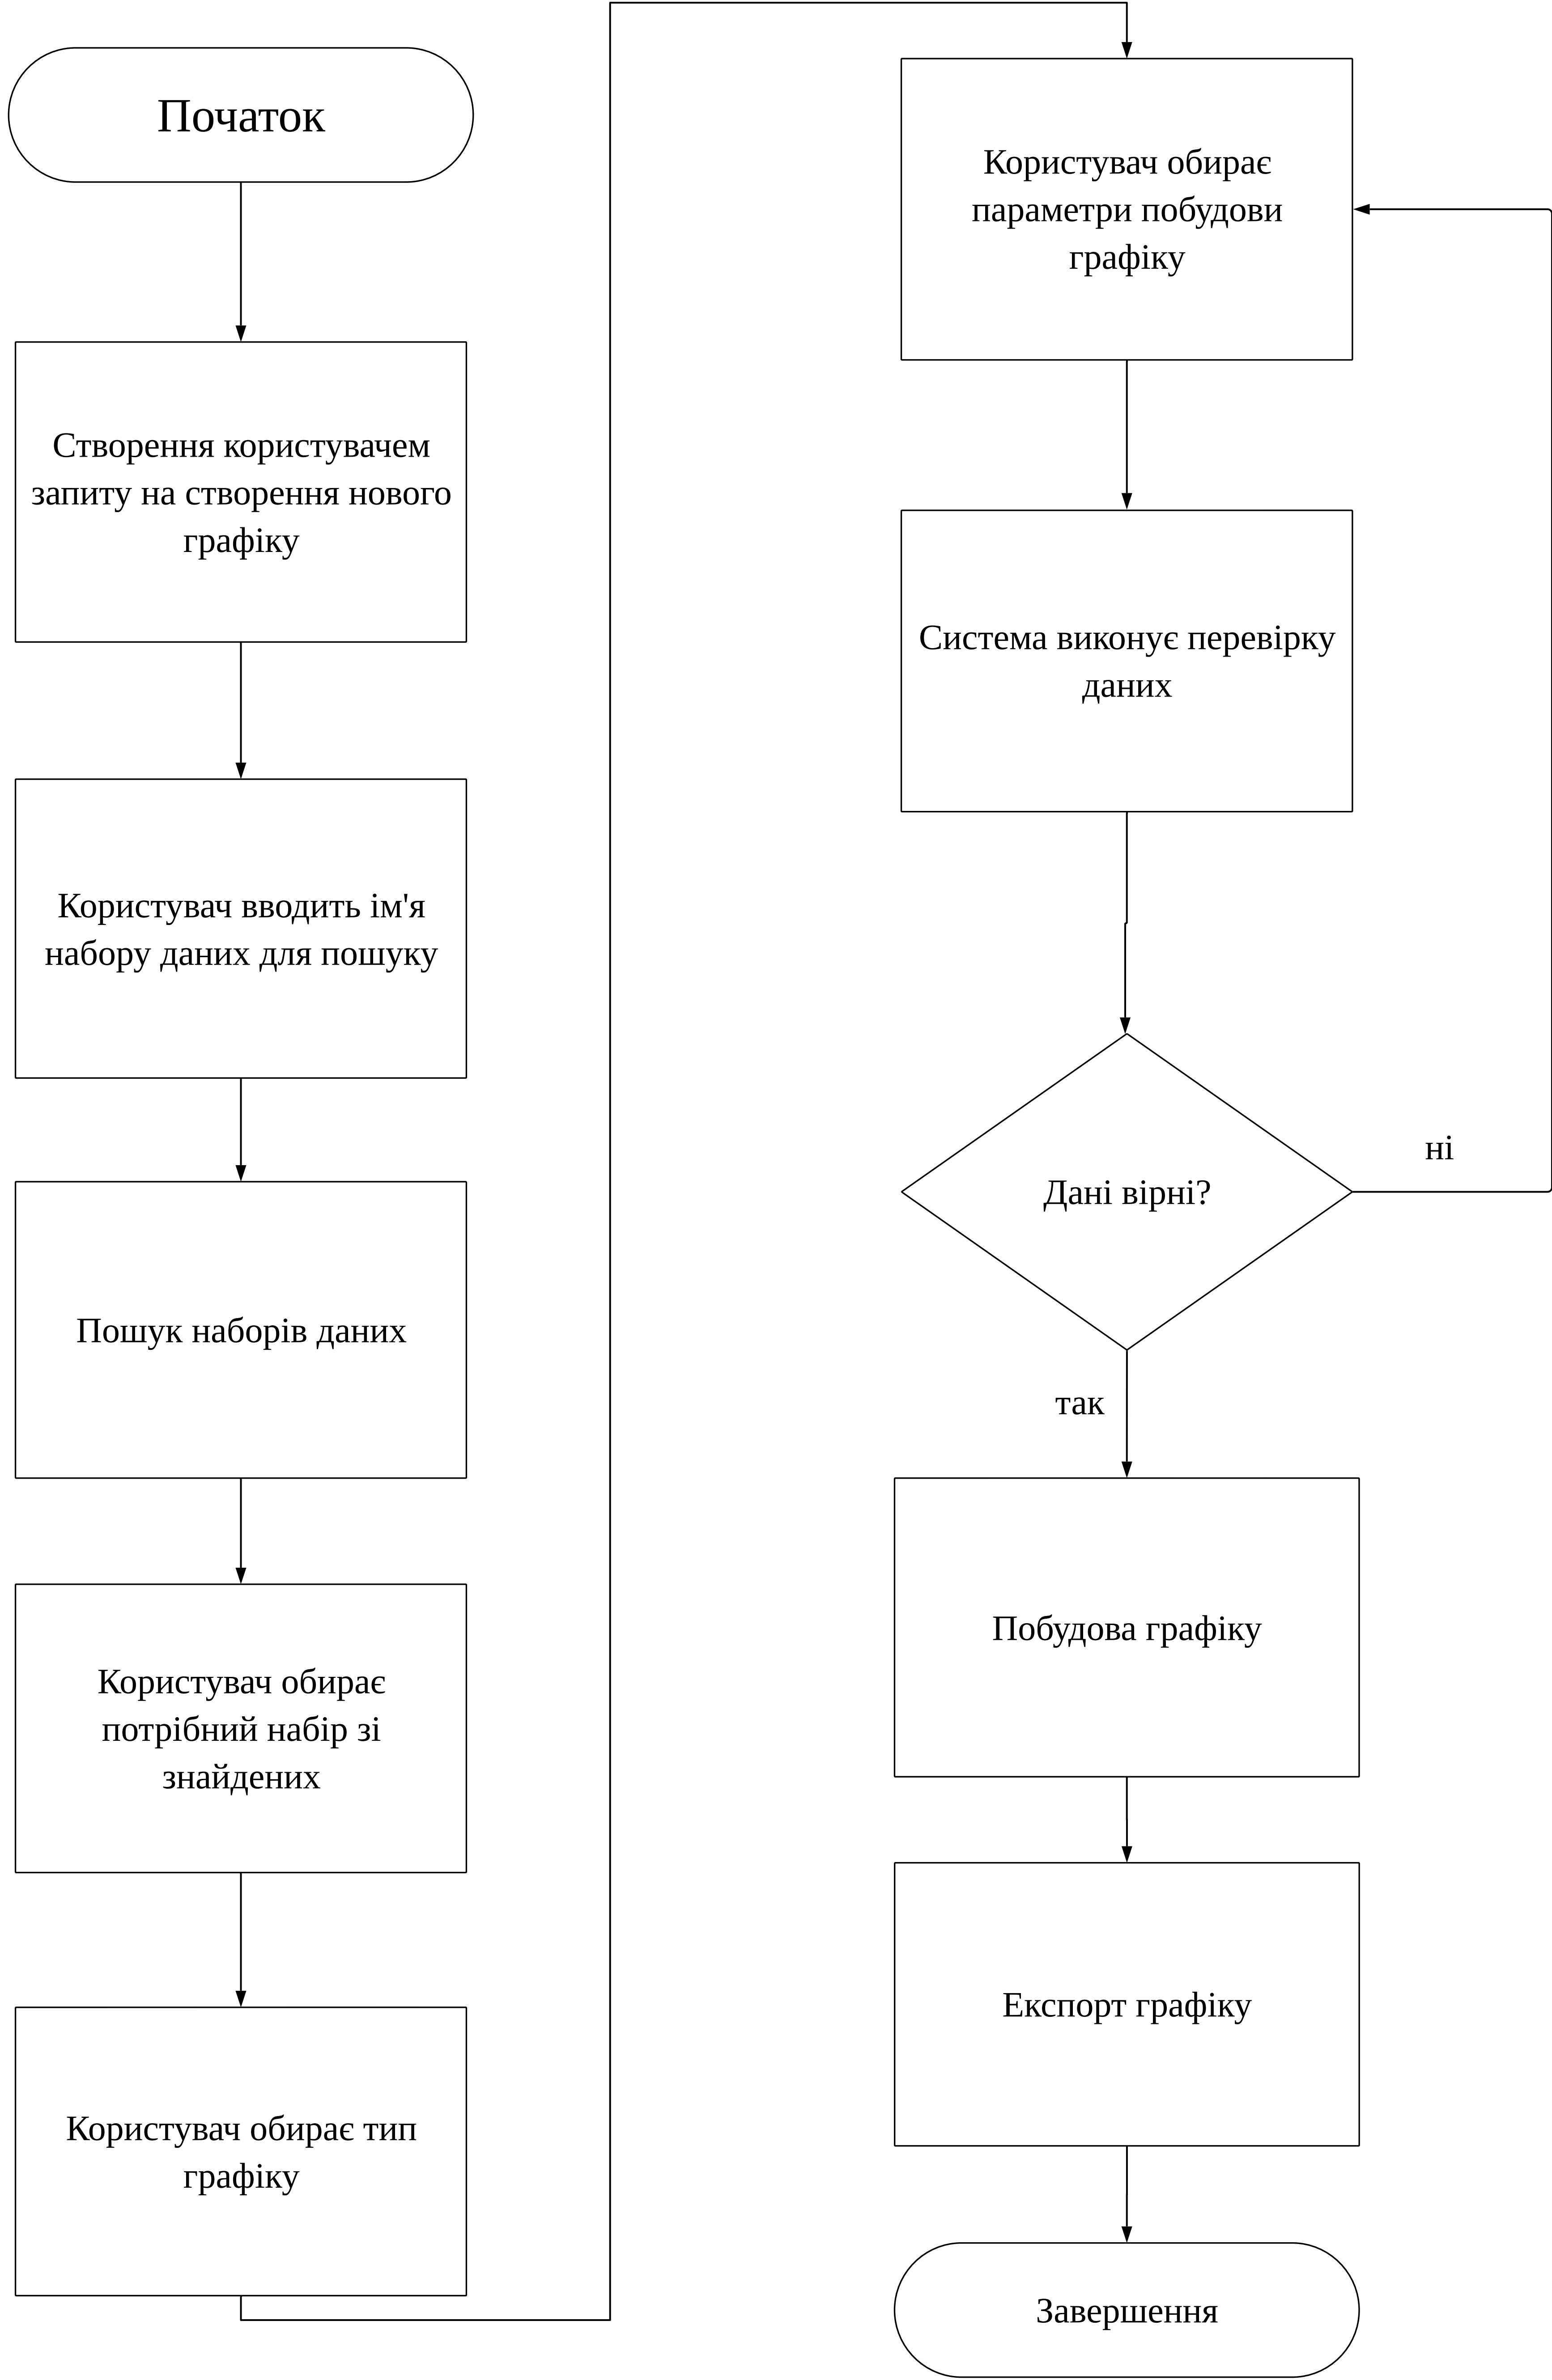 Початок
Створення користувачем
запиту на створення нового
графіку
Користувач вводить ім'я
набору даних для пошуку
Пошук наборів даних
Користувач обирає
потрібний набір зі
знайдених
Користувач обирає тип
графіку
Користувач обирає
параметри побудови
графіку
Система виконує перевірку
даних
Дані вірні?
ні
так
Побудова графіку
Експорт графіку
Завершення